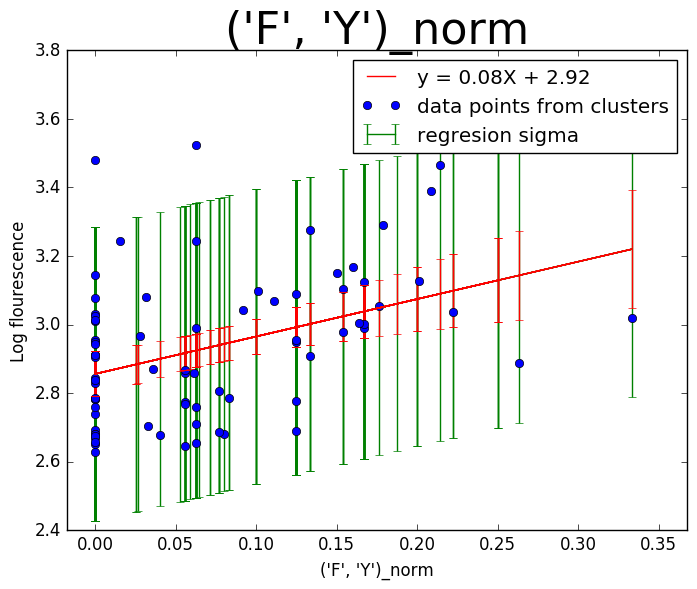 ('F', 'Y')_norm
y = 0.08X + 2.92
data points from clusters
regresion sigma
Log flourescence
3.8
3.6
3.4
3.2
3.0
2.8
2.6
2.4
0.00 0.05 0.10 0.15 0.20 0.25 0.30 0.35
('F', 'Y')_norm